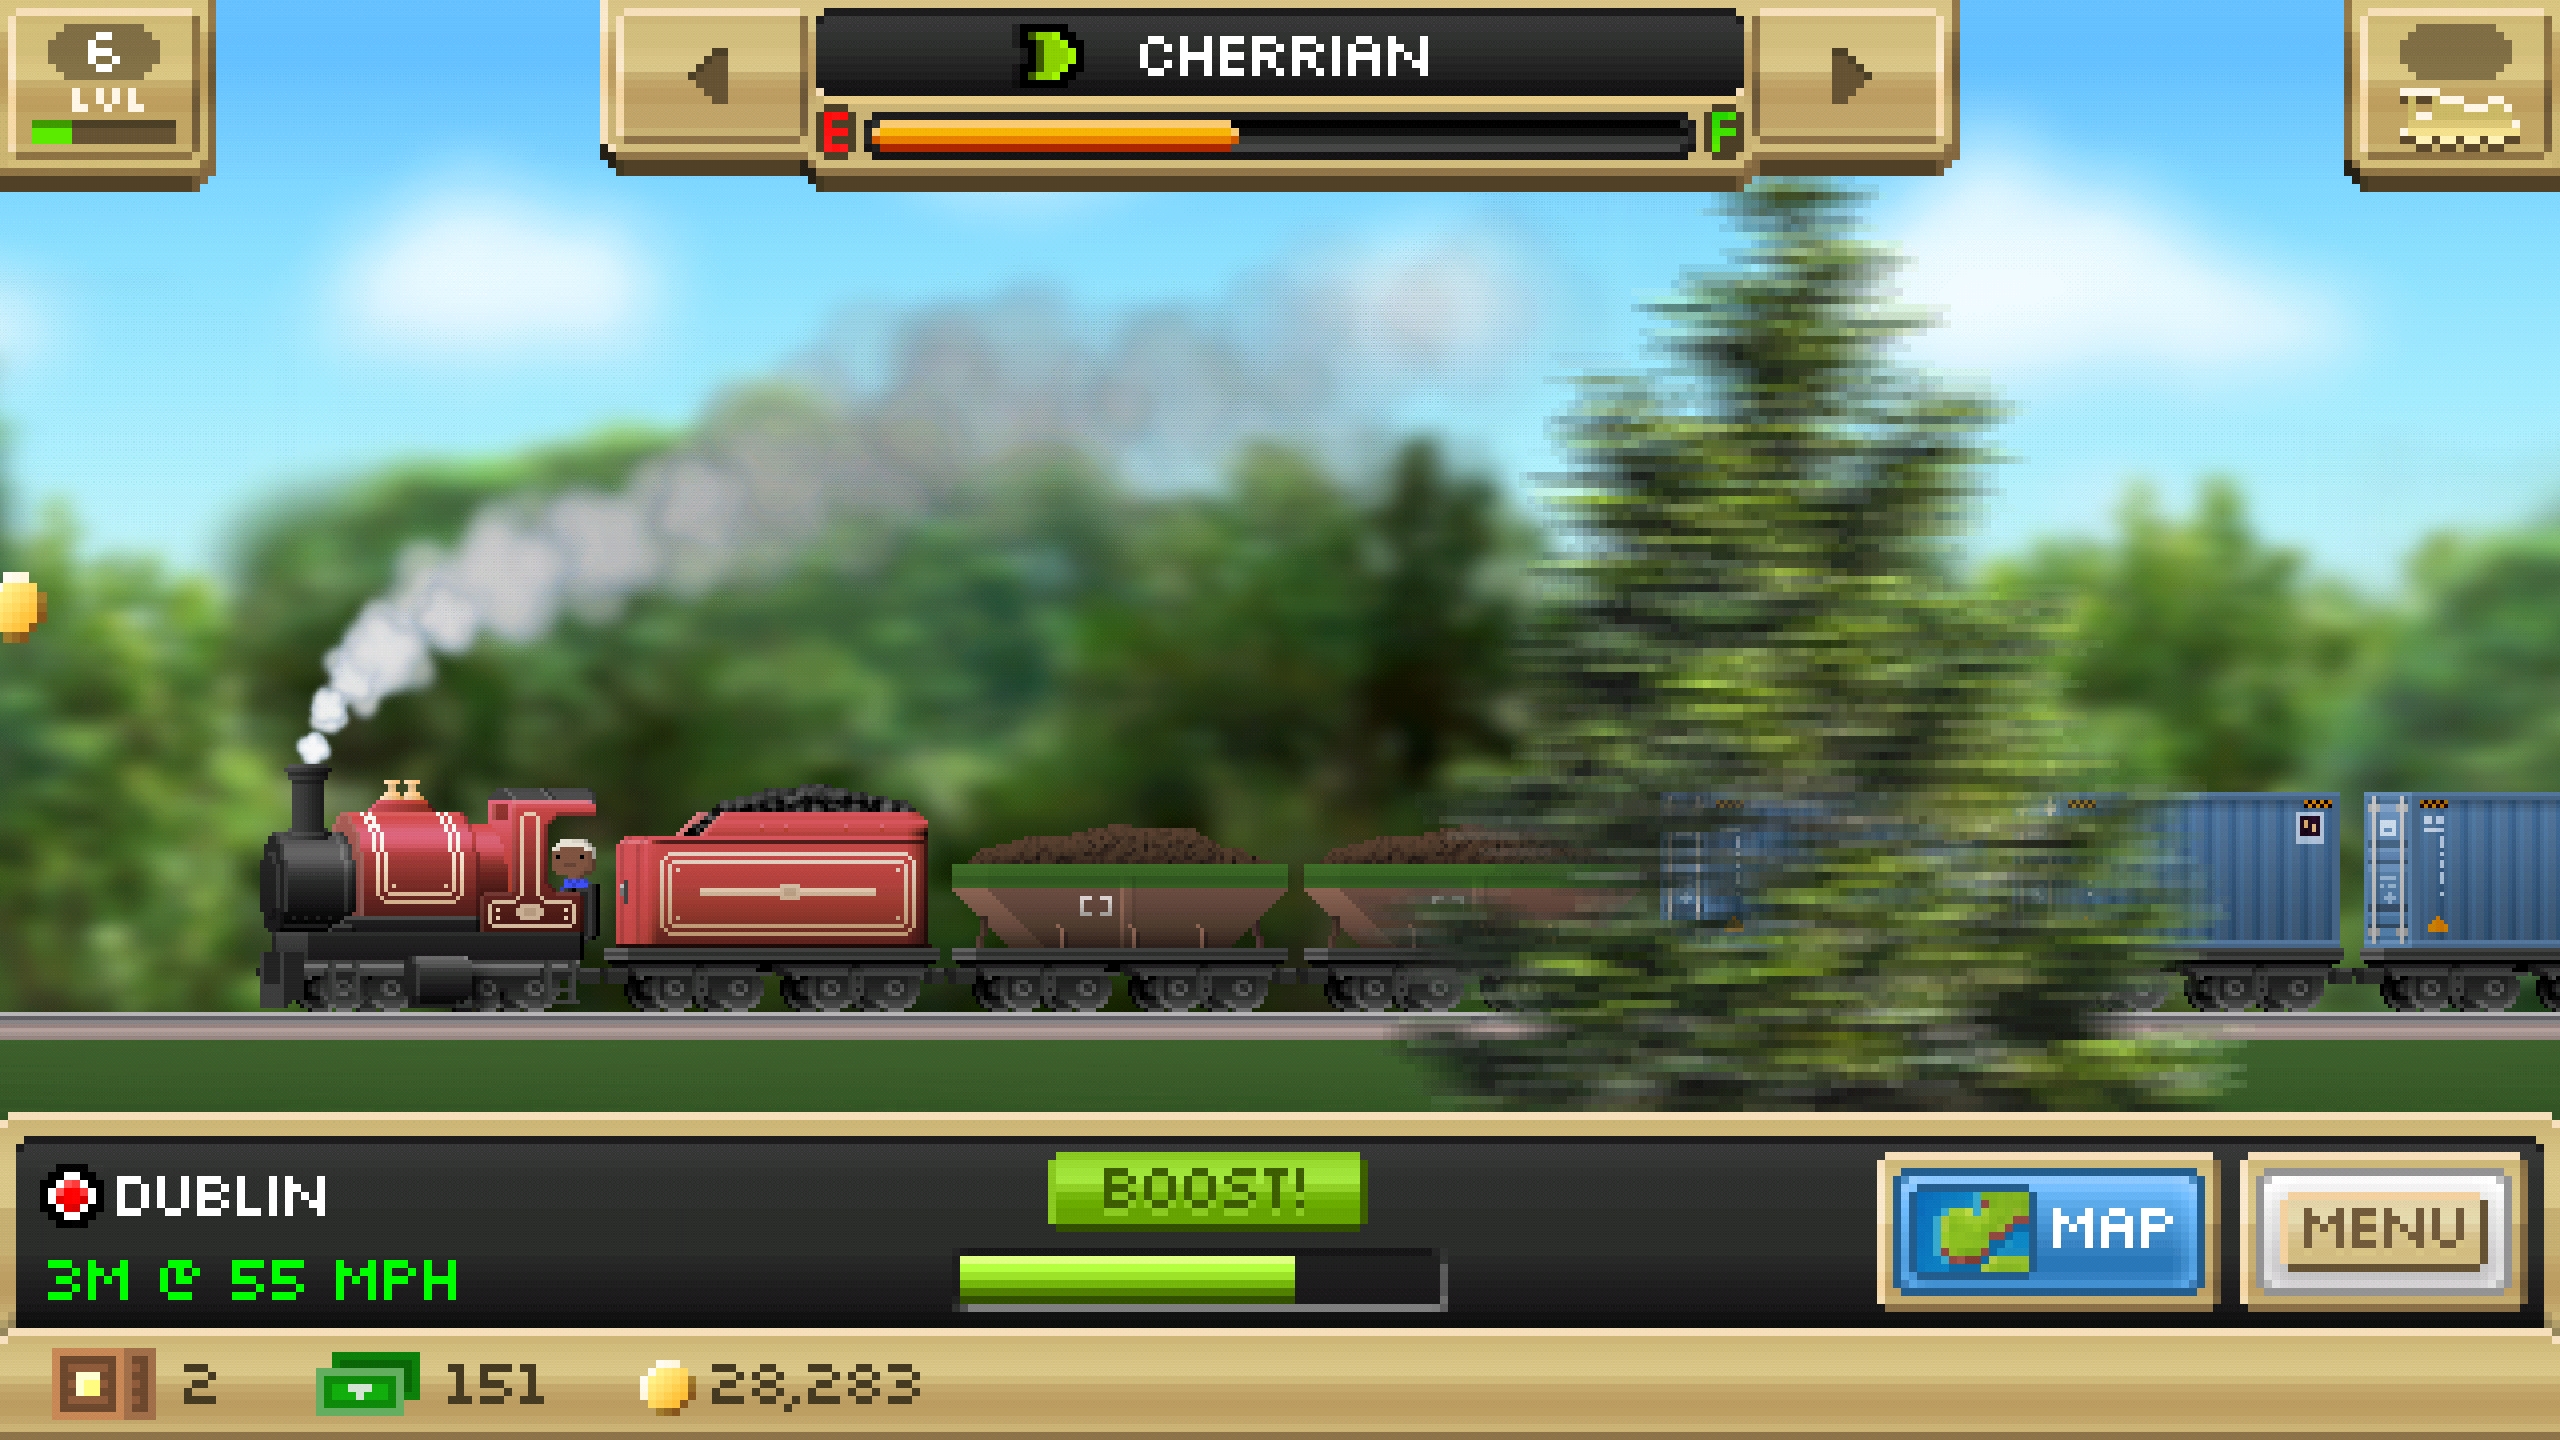 6
LVL
CHERRIAN
E F
DUBLIN
3M @ 55 MPH
BOOST!
MAP
MENU
2 151 28,283